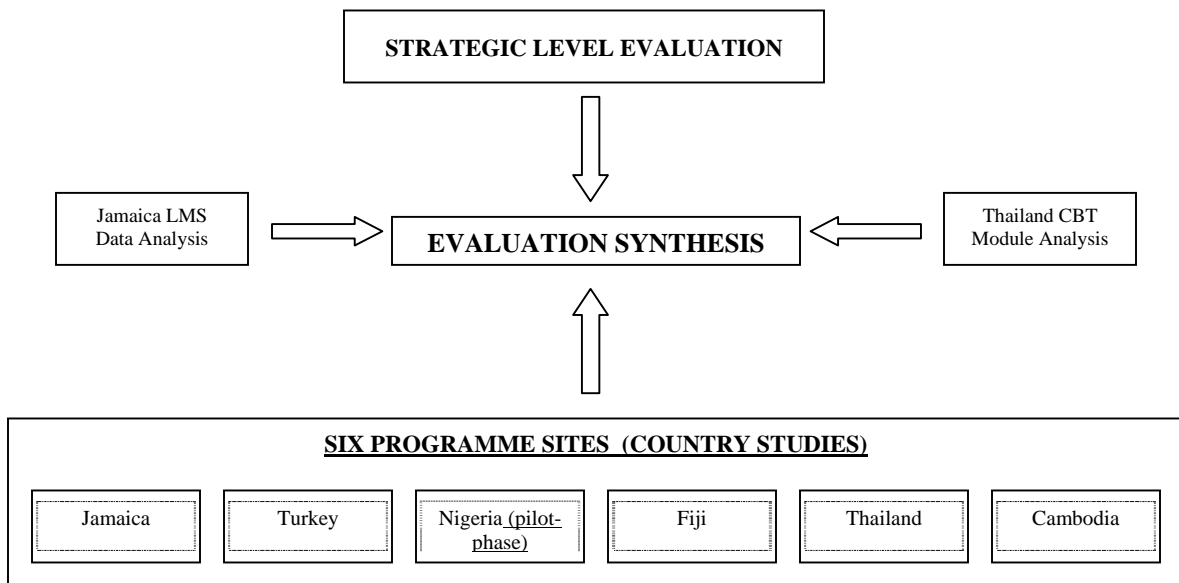 STRATEGIC LEVEL EVALUATION
Jamaica LMS
Data Analysis
EVALUATION SYNTHESIS
Thailand CBT
Module Analysis
SIX PROGRAMME SITES (COUNTRY STUDIES)
Jamaica
Turkey
Nigeria (pilot-
phase)
Fiji
Thailand
Cambodia